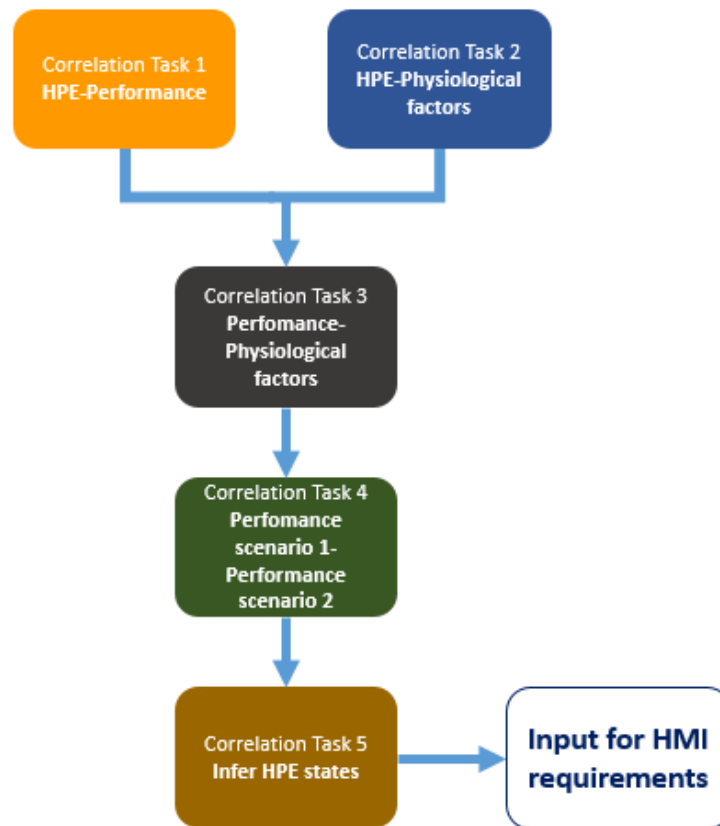 Correlation Task 1
HPE-Performance
Correlation Task 2
HPE-Physiological
factors
Correlation Task 3
Perfomance-
Physiological
factors
Correlation Task 4
Perfomance
scenario 1-
Performance
scenario 2
Correlation Task 5
Infer HPE states
Input for HMI
requirements